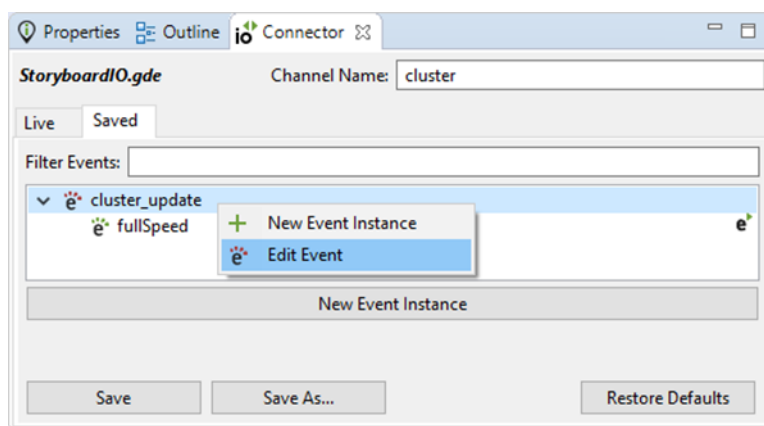 Properties Outline io Connector
StoryboardIO.gde Channel Name: cluster
Live Saved
Filter Events:
cluster_update
fullSpeed
New Event Instance
Edit Event
New Event Instance
Save Save As... Restore Defaults